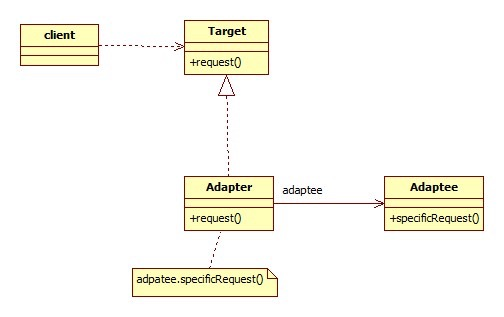 client
Target
+request()
Adapter
+request()
adaptee
Adaptee
+specificRequest()
adpatee.specificRequest()